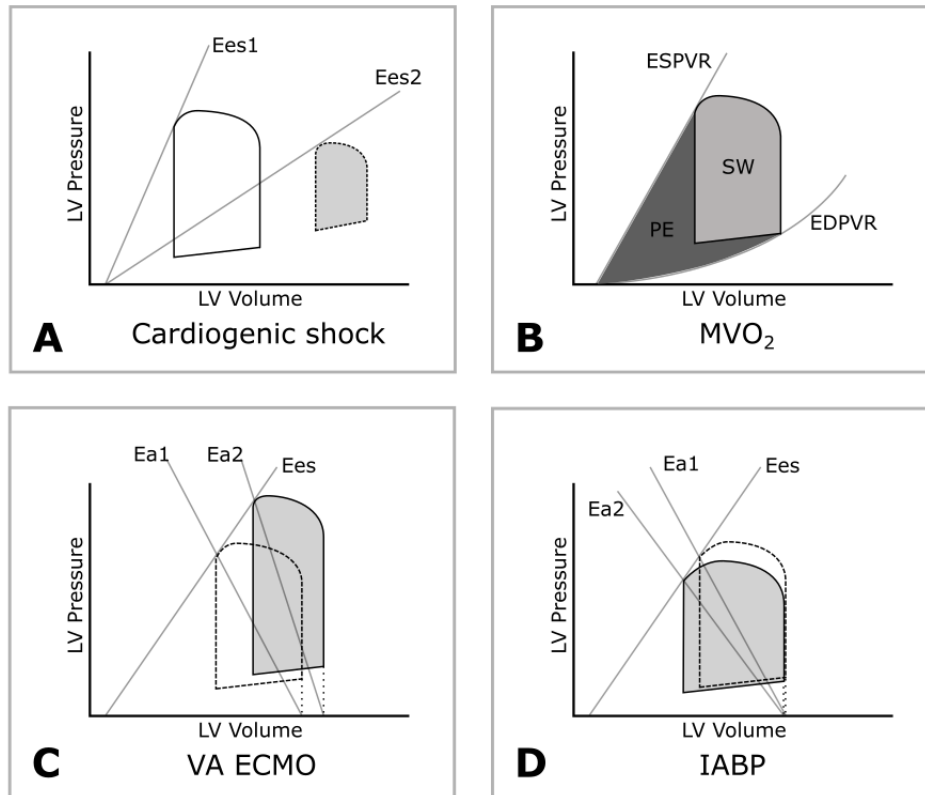 Ees1
Ees2
LV Pressure
LV Volume
A Cardiogenic shock
ESPVR
SW
PE
EDPVR
LV Pressure
LV Volume
B MVO₂
Ea1
Ea2
Ees
LV Pressure
LV Volume
C VA ECMO
Ea1
Ees
Ea2
LV Pressure
LV Volume
D IABP